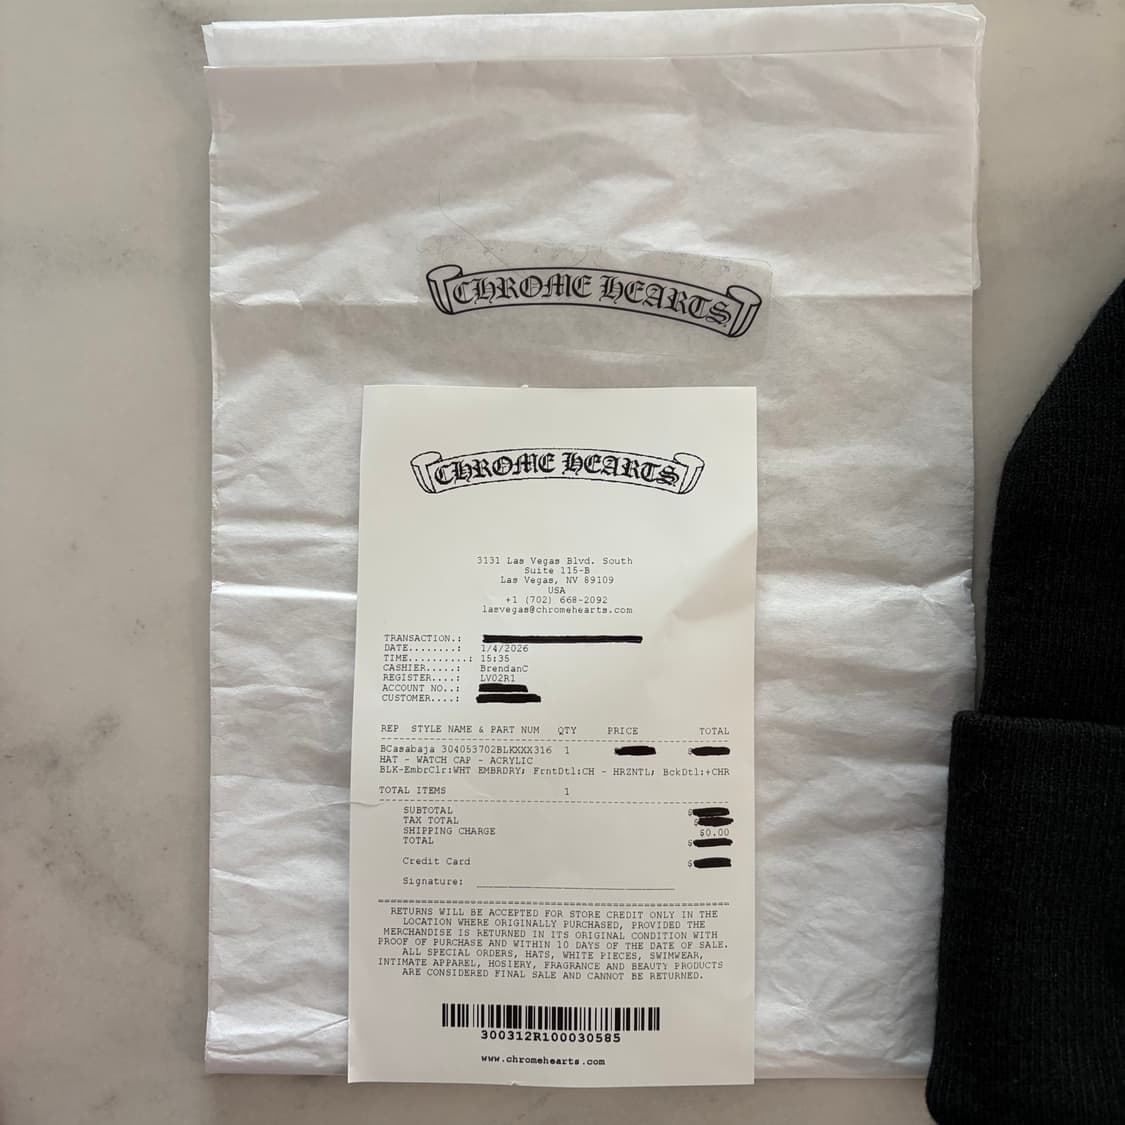 CHROME HEARTS
CHROME HEARTS
3131 Las Vegas Blvd. South
Suite 115-B
Las Vegas, NV 89109
USA
+1 (702) 668-2092
lasvegas@chromehearts.com
TRANSACTION.:
DATE........: 1/4/2026
TIME..........: 15:35
CASHIER.....: BrendanC
REGISTER....: LV02R1
ACCOUNT NO..:
CUSTOMER....:
REP STYLE NAME & PART NUM QTY PRICE TOTAL
BCasabaja 304053702BLKXXX316 1 $
HAT - WATCH CAP - ACRYLIC
BLK-EmbrClr:WHT EMBRDRY; FrntDtl:CH - HRZNTL; BckDtl:+CHR
TOTAL ITEMS 1
SUBTOTAL $
TAX TOTAL $
SHIPPING CHARGE $0.00
TOTAL $
Credit Card $
Signature:
RETURNS WILL BE ACCEPTED FOR STORE CREDIT ONLY IN THE
LOCATION WHERE ORIGINALLY PURCHASED, PROVIDED THE
MERCHANDISE IS RETURNED IN ITS ORIGINAL CONDITION WITH
PROOF OF PURCHASE AND WITHIN 10 DAYS OF THE DATE OF SALE.
ALL SPECIAL ORDERS, HATS, WHITE PIECES, SWIMWEAR,
INTIMATE APPAREL, HOSIERY, FRAGRANCE AND BEAUTY PRODUCTS
ARE CONSIDERED FINAL SALE AND CANNOT BE RETURNED.
300312R100030585
www.chromehearts.com